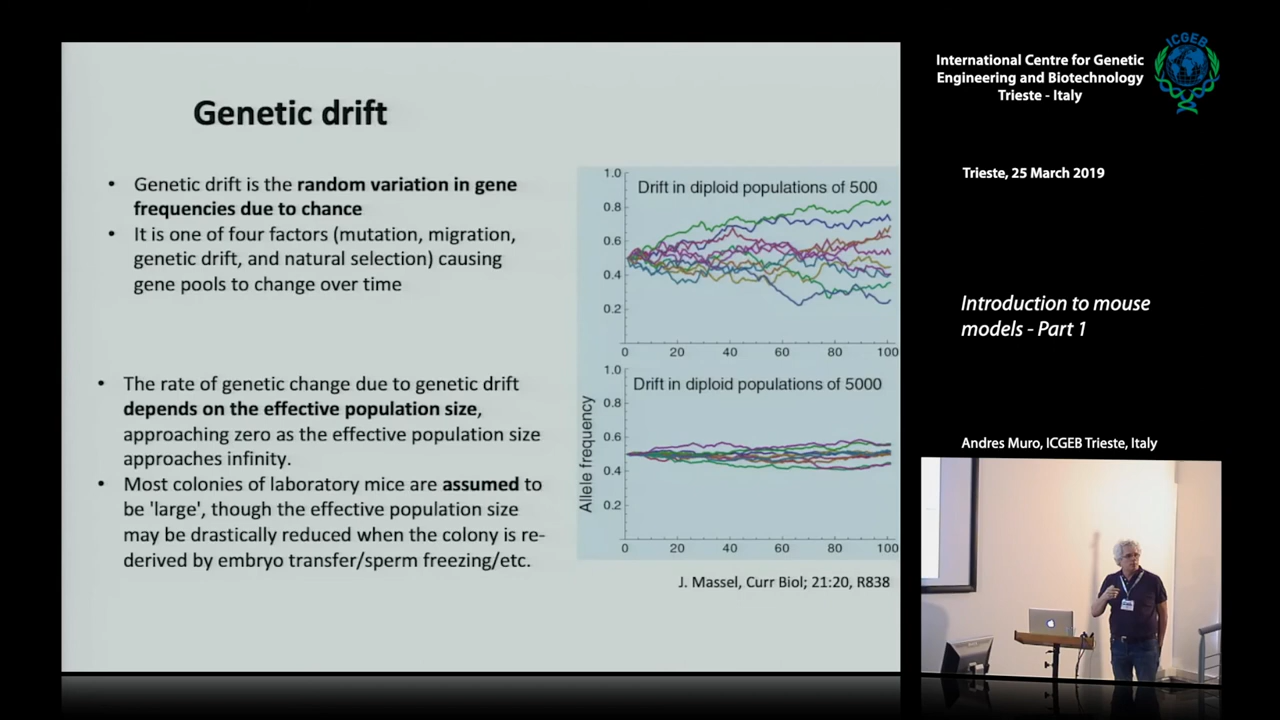 Genetic drift
• Genetic drift is the random variation in gene
frequencies due to chance
• It is one of four factors (mutation, migration,
genetic drift, and natural selection) causing
gene pools to change over time
• The rate of genetic change due to genetic drift
depends on the effective population size,
approaching zero as the effective population size
approaches infinity.
• Most colonies of laboratory mice are assumed to
be 'large', though the effective population size
may be drastically reduced when the colony is re-
derived by embryo transfer/sperm freezing/etc.
Drift in diploid populations of 500
1.0
0.8
0.6
0.4
0.2
0 20 40 60 80 100
Drift in diploid populations of 5000
1.0
0.8
0.6
0.4
0.2
0 20 40 60 80 100
Allele frequency
J. Massel, Curr Biol; 21:20, R838
International Centre for Genetic
Engineering and Biotechnology
Trieste - Italy
ICGEB
Trieste, 25 March 2019
Introduction to mouse
models - Part 1
Andres Muro, ICGEB Trieste, Italy